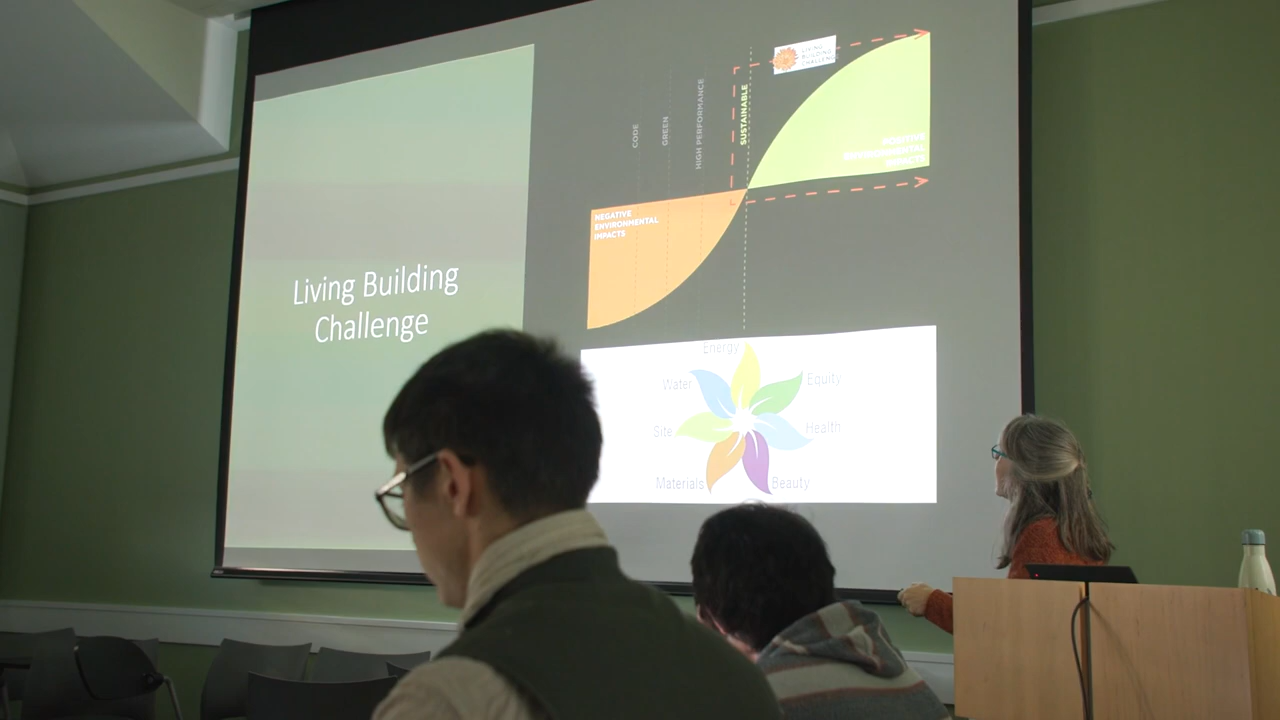 Living Building
Challenge
CODE
GREEN
HIGH PERFORMANCE
SUSTAINABLE
LIVING
BUILDING
CHALLENGE
POSITIVE
ENVIRONMENTAL
IMPACTS
NEGATIVE
ENVIRONMENTAL
IMPACTS
Energy
Water
Equity
Site
Health
Materials
Beauty